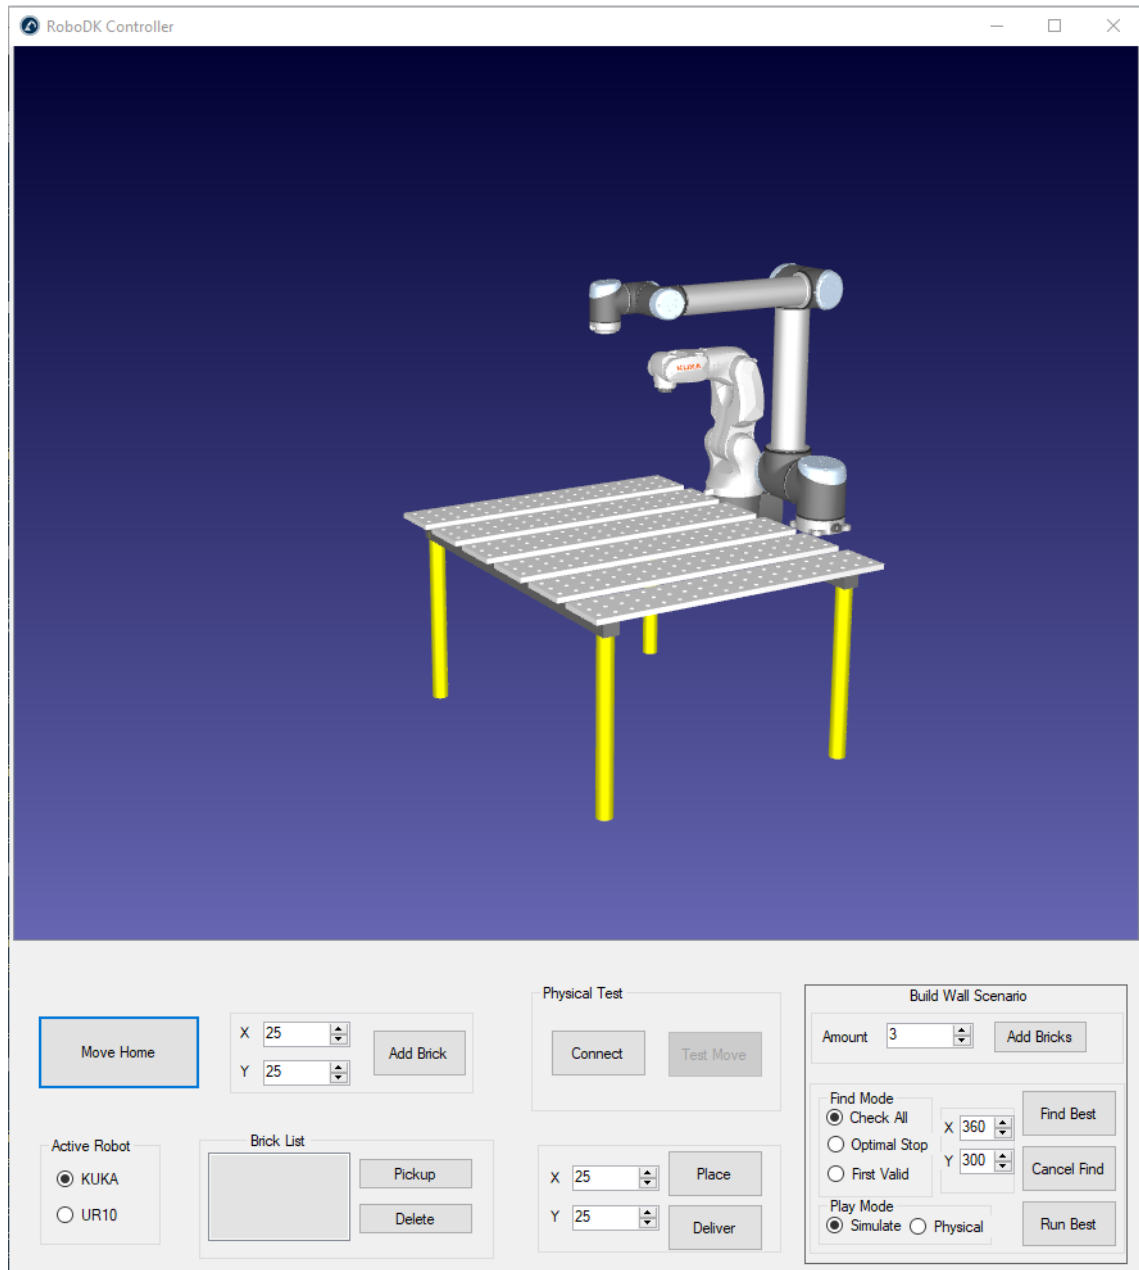 RoboDK Controller
KUKA
Physical Test
Build Wall Scenario
Move Home
X 25
Y 25
Add Brick
Connect
Test Move
Amount 3
Add Bricks
Active Robot
KUKA
UR10
Brick List
Pickup
Delete
X 25
Y 25
Place
Deliver
Find Mode
Check All
Optimal Stop
First Valid
X 360
Y 300
Find Best
Cancel Find
Play Mode
Simulate Physical
Run Best